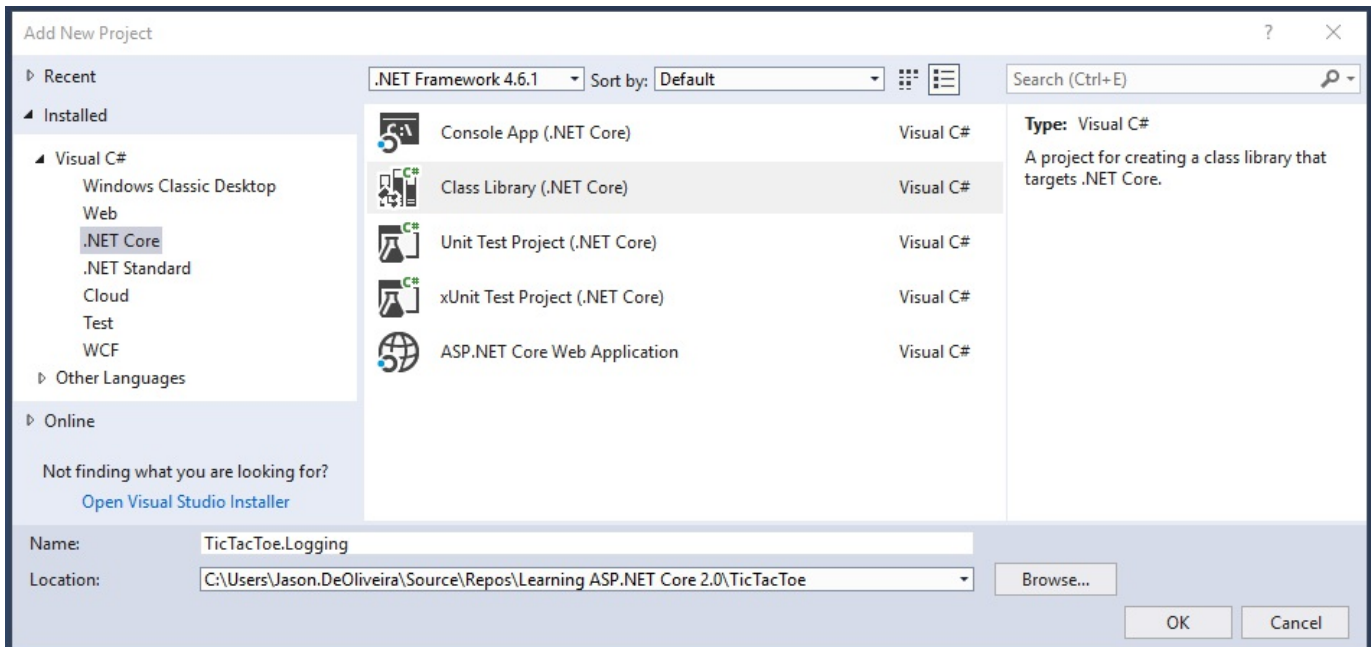 Add New Project
?
Recent
.NET Framework 4.6.1
Sort by:
Default
Search (Ctrl+E)
Installed
Visual C#
Windows Classic Desktop
Web
.NET Core
.NET Standard
Cloud
Test
WCF
Other Languages
Online
Not finding what you are looking for?
Open Visual Studio Installer
Console App (.NET Core)
Visual C#
Class Library (.NET Core)
Visual C#
Unit Test Project (.NET Core)
Visual C#
xUnit Test Project (.NET Core)
Visual C#
ASP.NET Core Web Application
Visual C#
Type: Visual C#
A project for creating a class library that
targets .NET Core.
Name:
TicTacToe.Logging
Location:
C:\Users\Jason.DeOliveira\Source\Repos\Learning ASP.NET Core 2.0\TicTacToe
Browse...
OK
Cancel